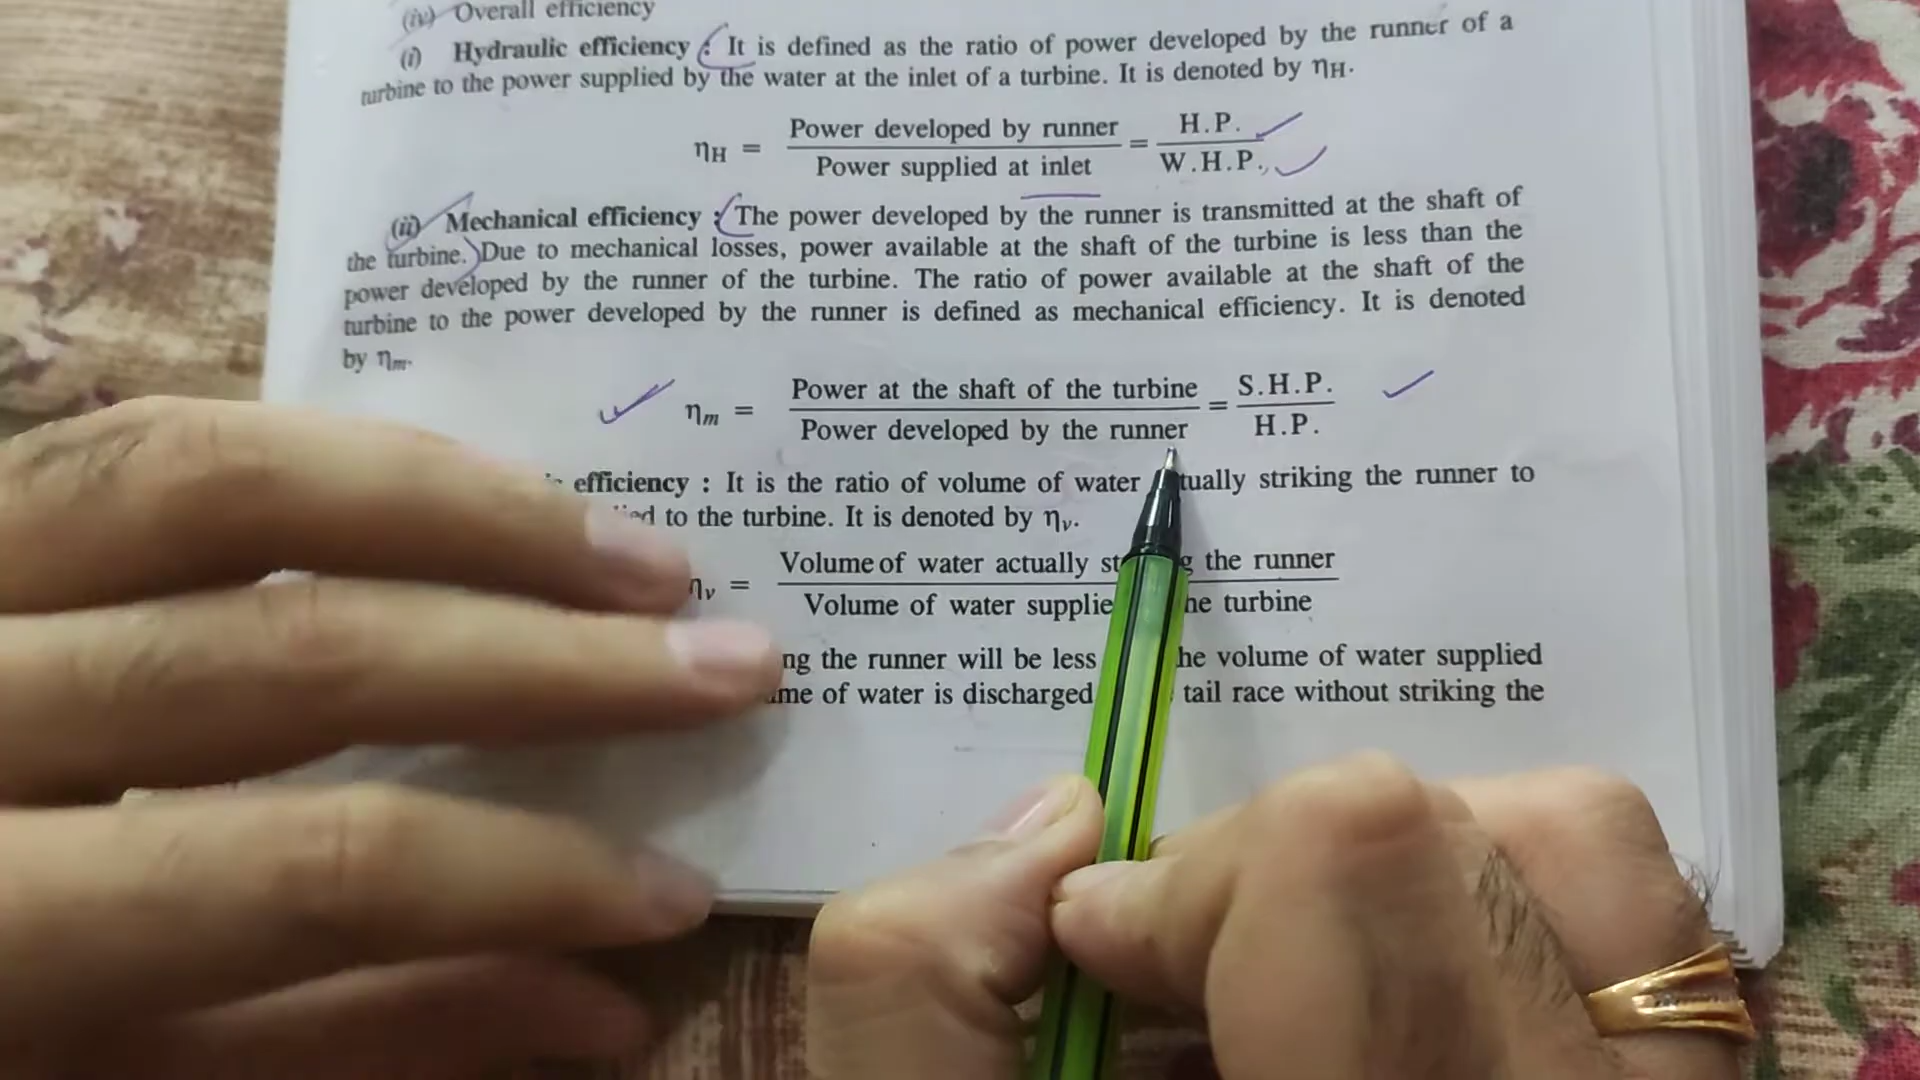 (iv) Overall efficiency
(i) Hydraulic efficiency : It is defined as the ratio of power developed by the runner of a
turbine to the power supplied by the water at the inlet of a turbine. It is denoted by ηH.
ηH = Power developed by runner / Power supplied at inlet = H.P. / W.H.P.
(ii) Mechanical efficiency : The power developed by the runner is transmitted at the shaft of
the turbine. Due to mechanical losses, power available at the shaft of the turbine is less than the
power developed by the runner of the turbine. The ratio of power available at the shaft of the
turbine to the power developed by the runner is defined as mechanical efficiency. It is denoted
by ηm.
ηm = Power at the shaft of the turbine / Power developed by the runner = S.H.P. / H.P.
efficiency : It is the ratio of volume of water striking the runner to
to the turbine. It is denoted by ηv.
ηv = Volume of water actually the runner / Volume of water turbine
the runner will be less volume of water supplied
of water is discharged tail race without striking the